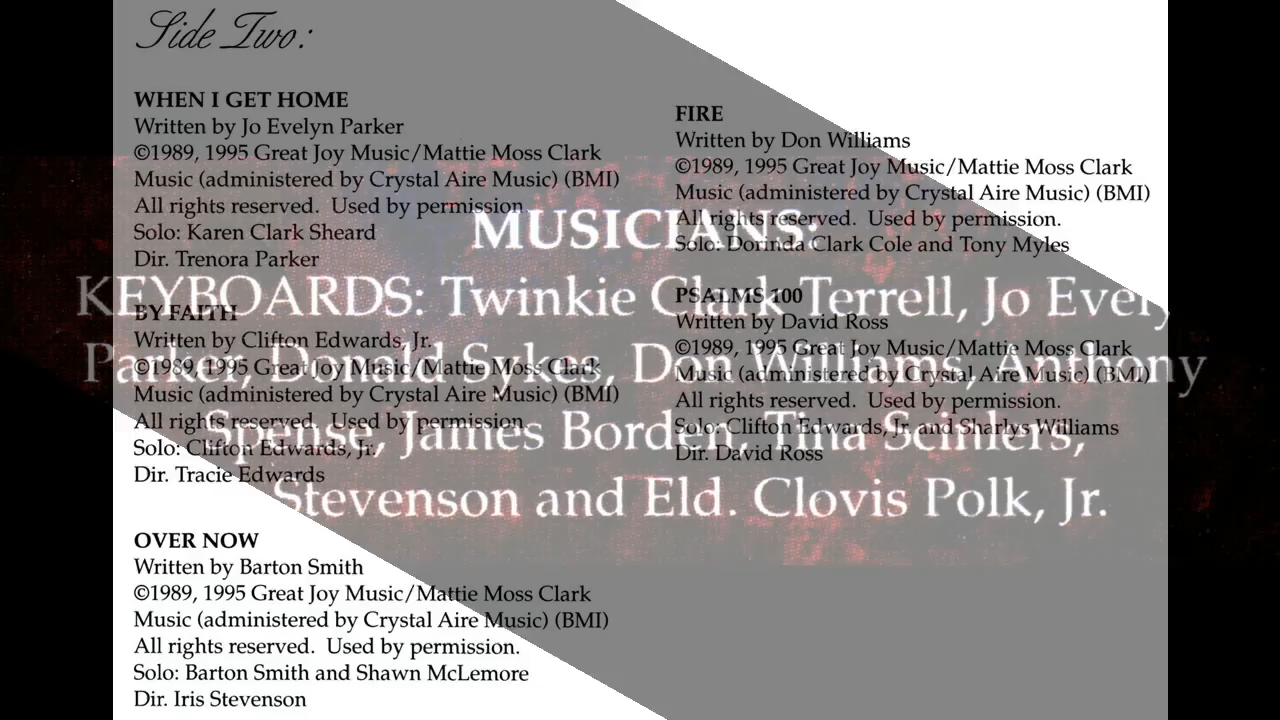 Side Two:
WHEN I GET HOME
Written by Jo Evelyn Parker
©1989, 1995 Great Joy Music/Mattie Moss Clark
Music (administered by Crystal Aire Music) (BMI)
All rights reserved.  Used by permission
Solo: Karen Clark Sheard
Dir. Trenora Parker
BY FAITH
Written by Clifton Edwards, Jr.
©1989, 1995 Great Joy Music/Mattie Moss Clark
Music (administered by Crystal Aire Music) (BMI)
All rights reserved.  Used by permission.
Solo: Clifton Edwards, Jr.
Dir. Tracie Edwards
OVER NOW
Written by Barton Smith
©1989, 1995 Great Joy Music/Mattie Moss Clark
Music (administered by Crystal Aire Music) (BMI)
All rights reserved.  Used by permission.
Solo: Barton Smith and Shawn McLemore
Dir. Iris Stevenson
FIRE
Written by Don Williams
©1989, 1995 Great Joy Music/Mattie Moss Clark
Music (administered by Crystal Aire Music) (BMI)
All rights reserved.  Used by permission.
Solo: Dorinda Clark Cole and Tony Myles
PSALMS 100
Written by David Ross
©1989, 1995 Great Joy Music/Mattie Moss Clark
Music (administered by Crystal Aire Music) (BMI)
All rights reserved.  Used by permission.
Solo: Clifton Edwards, Jr. and Sharlys Williams
Dir. David Ross
MUSICIANS:
KEYBOARDS: Twinkie Clark Terrell, Jo Evely
Parker, Donald Sykes, Don Williams, Anthony
Spense, James Borden, Tina
Stevenson and Eld. Clovis Polk, Jr.